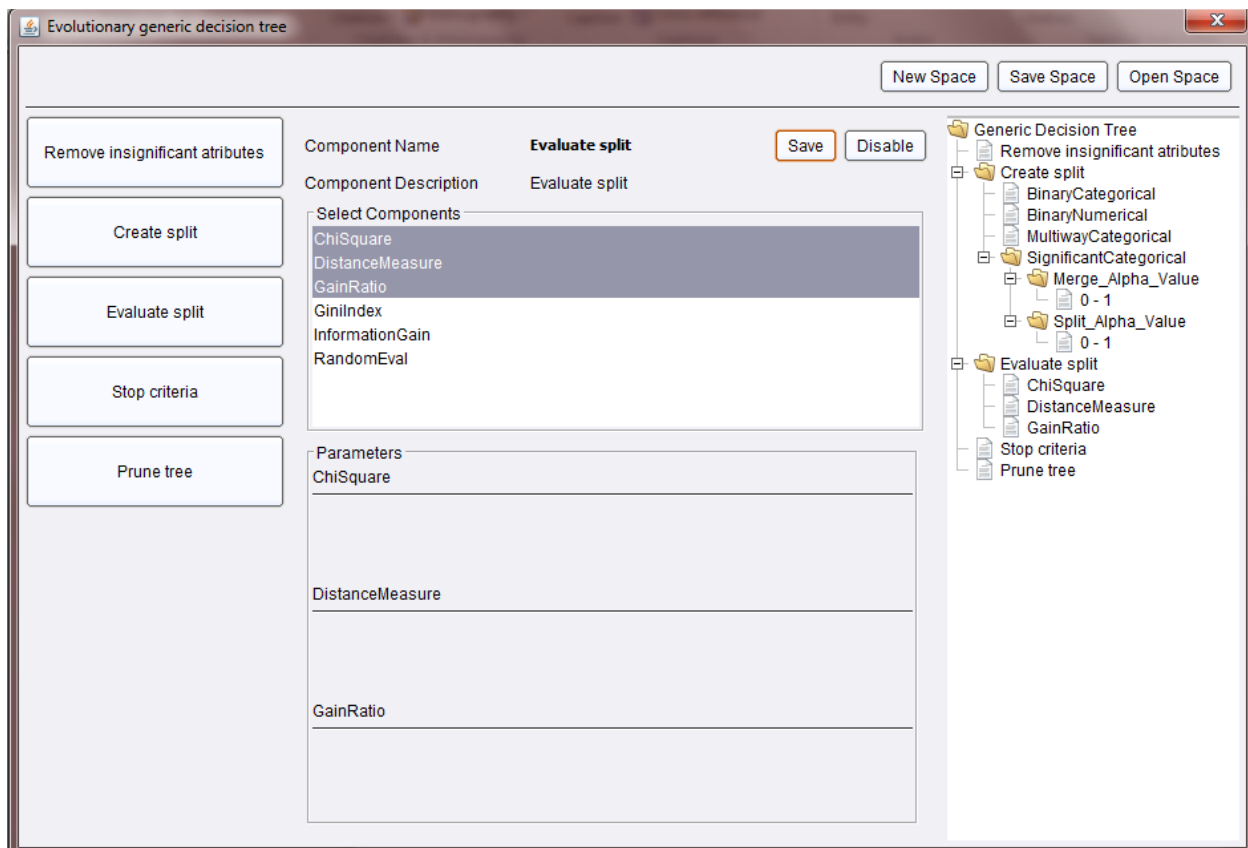 Evolutionary generic decision tree
New Space Save Space Open Space
Remove insignificant atributes
Create split
Evaluate split
Stop criteria
Prune tree
Component Name Evaluate split Save Disable
Component Description Evaluate split
Select Components
ChiSquare
DistanceMeasure
GainRatio
GiniIndex
InformationGain
RandomEval
Parameters
ChiSquare
DistanceMeasure
GainRatio
Generic Decision Tree
Remove insignificant atributes
Create split
BinaryCategorical
BinaryNumerical
MultiwayCategorical
SignificantCategorical
Merge_Alpha_Value
0 - 1
Split_Alpha_Value
0 - 1
Evaluate split
ChiSquare
DistanceMeasure
GainRatio
Stop criteria
Prune tree